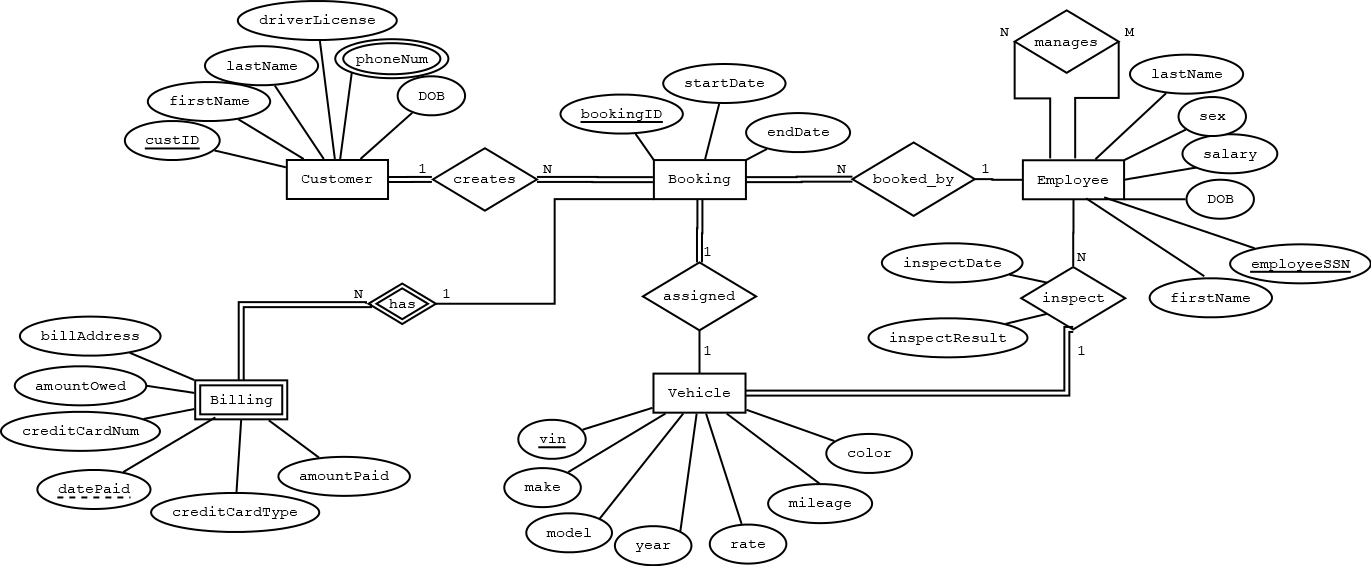 driverLicense
N
manages
M
phoneNum
lastName
lastName
startDate
DOB
firstName
bookingID
sex
endDate
custID
salary
1
N
N
1
Customer
creates
Booking
booked_by
Employee
DOB
1
N
inspectDate
employeeSSN
N
1
assigned
inspect
firstName
has
billAddress
inspectResult
1
1
amountOwed
Billing
Vehicle
creditCardNum
vin
color
amountPaid
datePaid
make
mileage
creditCardType
model
year
rate